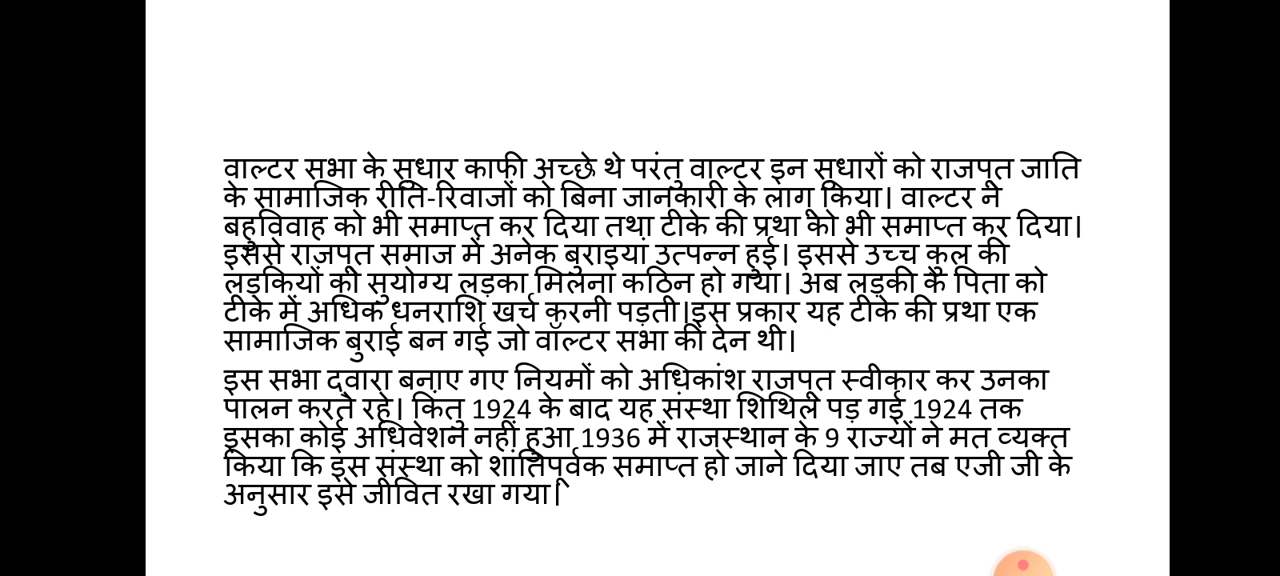 वाल्टर सभा के सुधार काफी अच्छे थे परंतु वाल्टर इन सुधारों को राजपूत जाति
के सामाजिक रीति-रिवाजों को बिना जानकारी के लागू किया। वाल्टर ने
बहुविवाह को भी समाप्त कर दिया तथा टीके की प्रथा को भी समाप्त कर दिया।
इससे राजपूत समाज में अनेक बुराइयां उत्पन्न हुई। इससे उच्च कुल की
लड़कियों को सुयोग्य लड़का मिलना कठिन हो गया। अब लड़की के पिता को
टीके में अधिक धनराशि खर्च करनी पड़ती।इस प्रकार यह टीके की प्रथा एक
सामाजिक बुराई बन गई जो वॉल्टर सभा की देन थी।
इस सभा द्वारा बनाए गए नियमों को अधिकांश राजपूत स्वीकार कर उनका
पालन करते रहे। किंतु 1924 के बाद यह संस्था शिथिल पड़ गई 1924 तक
इसका कोई अधिवेशन नहीं हुआ 1936 में राजस्थान के 9 राज्यों ने मत व्यक्त
किया कि इस संस्था को शांतिपूर्वक समाप्त हो जाने दिया जाए तब एजी जी के
अनुसार इसे जीवित रखा गया।